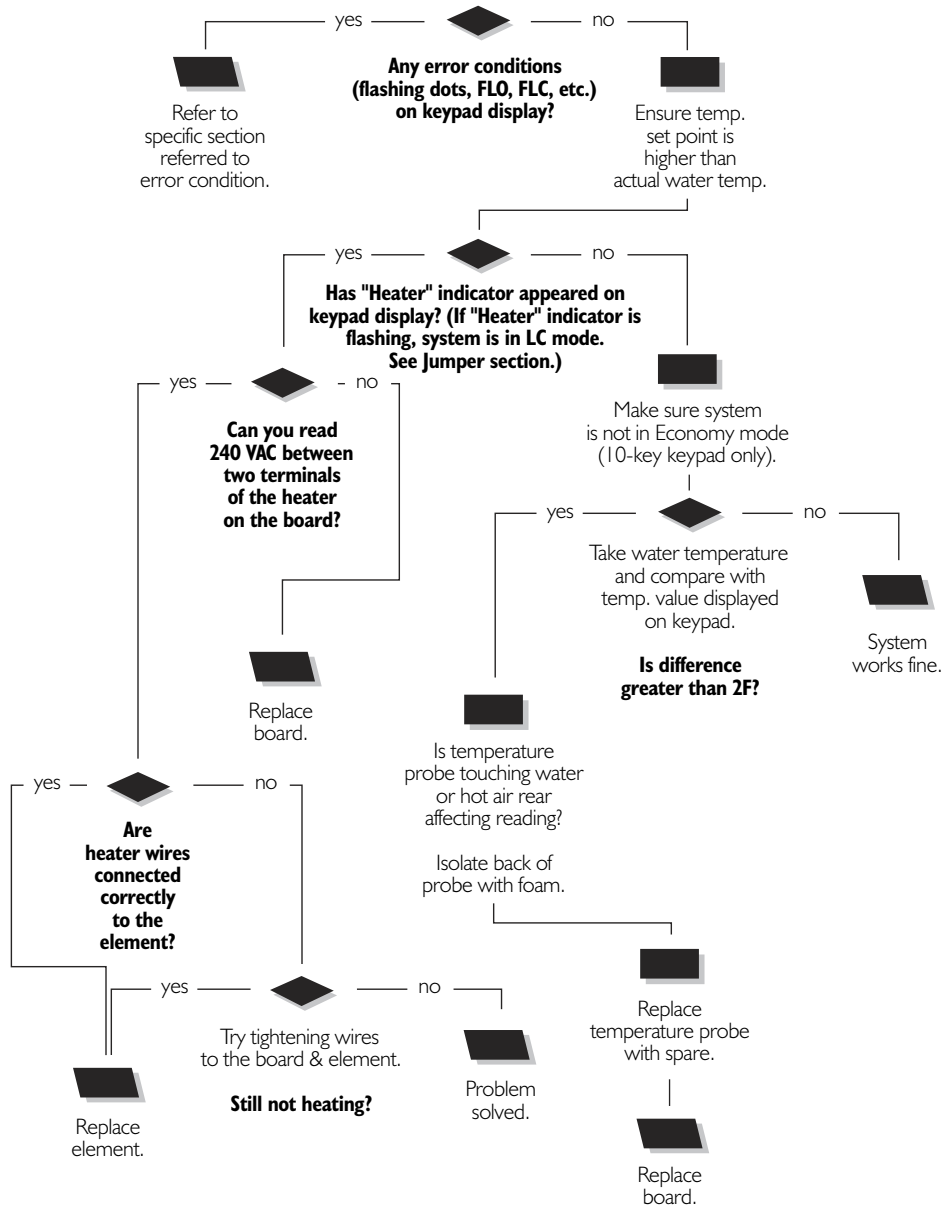 yes
no
Any error conditions
(flashing dots, FLO, FLC, etc.)
on keypad display?
Refer to
specific section
referred to
error condition.
Ensure temp.
set point is
higher than
actual water temp.
yes
no
Has "Heater" indicator appeared on
keypad display? (If "Heater" indicator is
flashing, system is in LC mode.
See Jumper section.)
yes
no
Can you read
240 VAC between
two terminals
of the heater
on the board?
Make sure system
is not in Economy mode
(10-key keypad only).
yes
no
Take water temperature
and compare with
temp. value displayed
on keypad.
Is difference
greater than 2F?
System
works fine.
Replace
board.
Is temperature
probe touching water
or hot air rear
affecting reading?
Isolate back of
probe with foam.
yes
no
Are
heater wires
connected
correctly
to the
element?
yes
no
Try tightening wires
to the board & element.
Still not heating?
Replace
element.
Problem
solved.
Replace
temperature probe
with spare.
Replace
board.